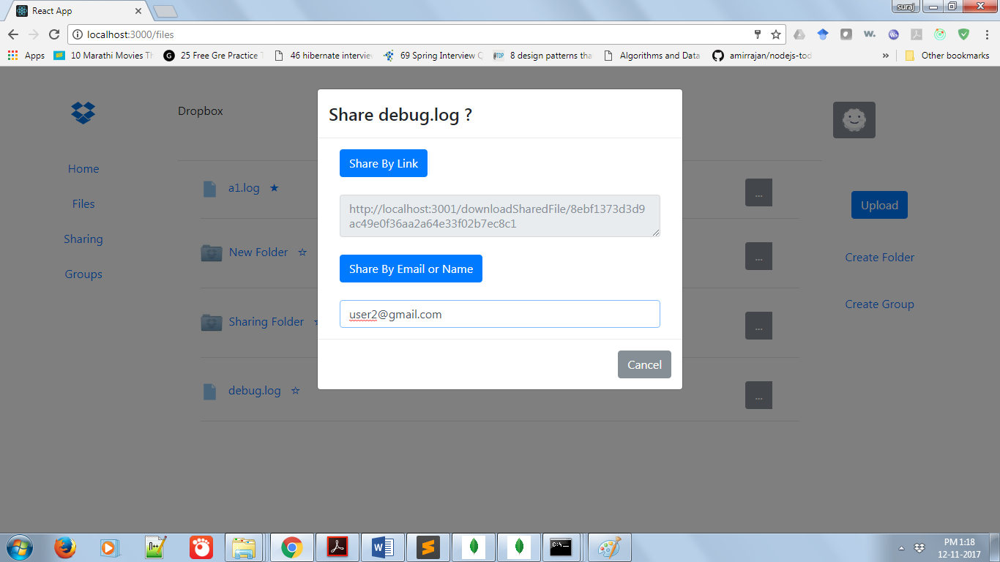 React App
suraj
localhost:3000/files
Apps
10 Marathi Movies Th
25 Free Gre Practice T
46 hibernate interview
69 Spring Interview Q
8 design patterns tha
Algorithms and Data
amirrajan/nodejs-tod
»
Other bookmarks
Dropbox
Home
Files
Sharing
Groups
a1.log ★
...
New Folder ☆
...
Sharing Folder
...
debug.log ☆
...
Upload
Create Folder
Create Group
Share debug.log ?
Share By Link
http://localhost:3001/downloadSharedFile/8ebf1373d3d9
ac49e0f36aa2a64e33f02b7ec8c1
Share By Email or Name
user2@gmail.com
Cancel
PM 1:18
12-11-2017